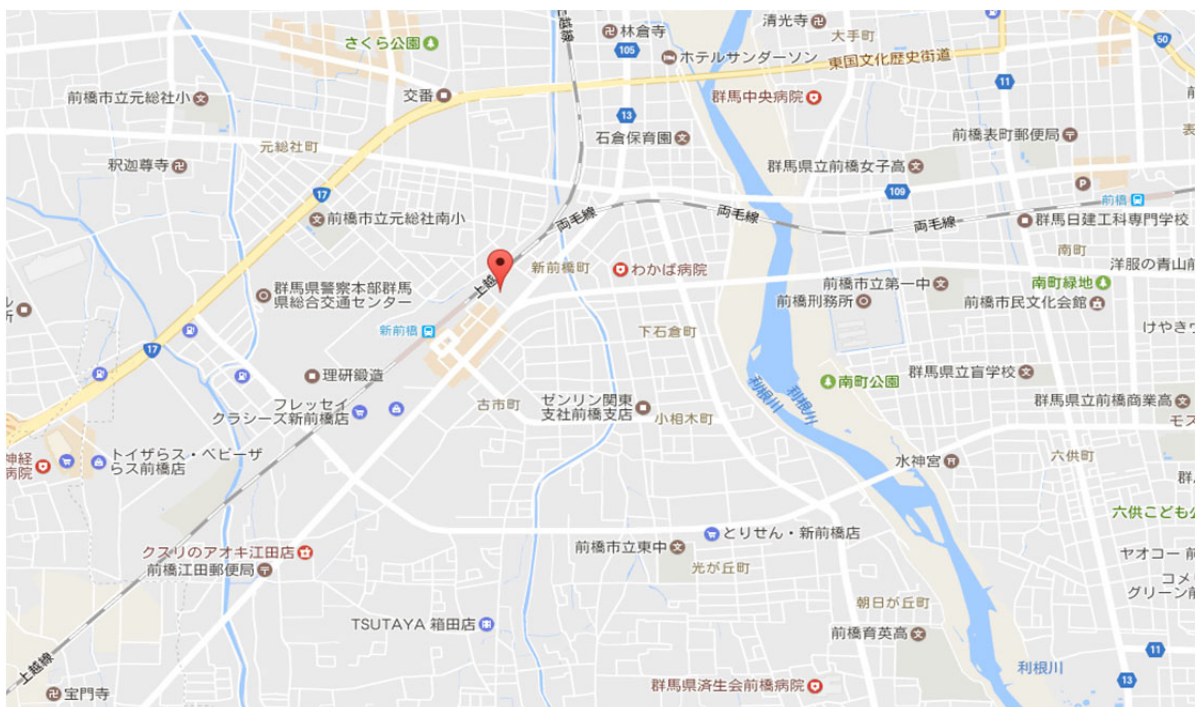 上越線
林倉寺
清光寺
大手町
さくら公園
105
50
ホテルサンダーソン
東国文化歴史街道
11
前橋市立元総社小
交番
群馬中央病院
13
石倉保育園
前橋表町郵便局
表
元総社町
釈迦尊寺
群馬県立前橋女子高
17
109
P
前橋
前橋市立元総社南小
両毛線
両毛線
両毛線
群馬日建工科専門学校
南町
上越
新前橋町
わかば病院
洋服の青山前
群馬県警察本部群馬
県総合交通センター
前橋市立第一中
南町緑地
前橋刑務所
前橋市民文化会館
ル
所
新前橋
下石倉町
けやきウ
17
理研鍛造
利根川
利根川
南町公園
群馬県立盲学校
フレッセイ
クラシーズ新前橋店
古市町
ゼンリン関東
支社前橋支店
小相木町
群馬県立前橋商業高
モス
神経
病院
トイザらス・ベビーザ
らス前橋店
水神宮
六供町
群馬
六供こども公
とりせん・新前橋店
クスリのアオキ江田店
前橋市立東中
ヤオコー 前
前橋江田郵便局
光が丘町
コメ
グリーン前
朝日が丘町
TSUTAYA 箱田店
前橋育英高
11
上越線
利根川
宝門寺
群馬県済生会前橋病院
13